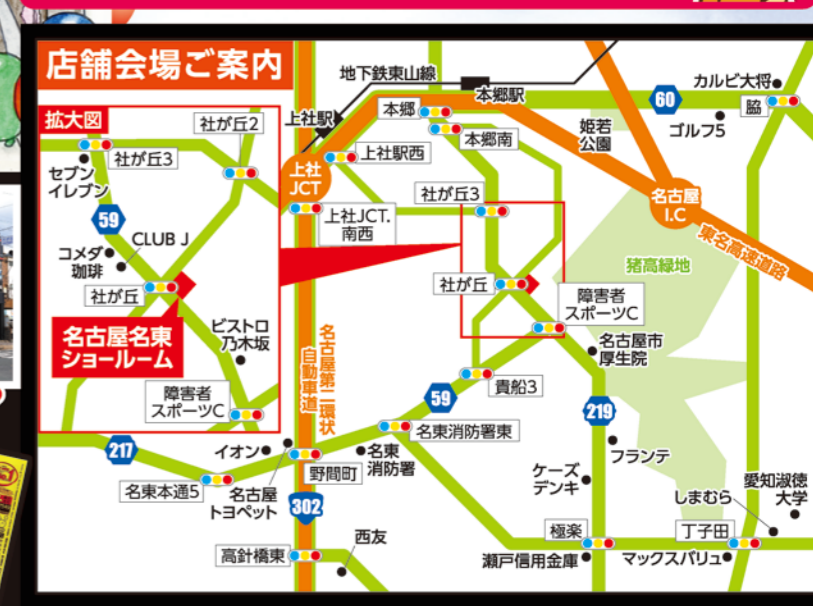 店舗会場ご案内
拡大図
社が丘2
社が丘3
セブン
イレブン
59
CLUB J
コメダ
珈琲
社が丘
名古屋名東
ショールーム
ビストロ
乃木坂
障害者
スポーツC
地下鉄東山線
上社駅
本郷
本郷駅
60
カルビ大将
脇
ゴルフ5
姫若
公園
本郷南
上社駅西
上社
JCT
上社JCT.
南西
社が丘3
名古屋
I.C
東名高速道路
猪高緑地
社が丘
障害者
スポーツC
名古屋市
厚生院
名古屋第二環状
自動車道
貴船3
59
219
217
イオン
名東
消防署
名東消防署東
フランテ
名東本通5
名古屋
トヨペット
野間町
302
ケーズ
デンキ
しまむら
愛知淑徳
大学
高針橋東
西友
極楽
丁子田
瀬戸信用金庫
マックスバリュ